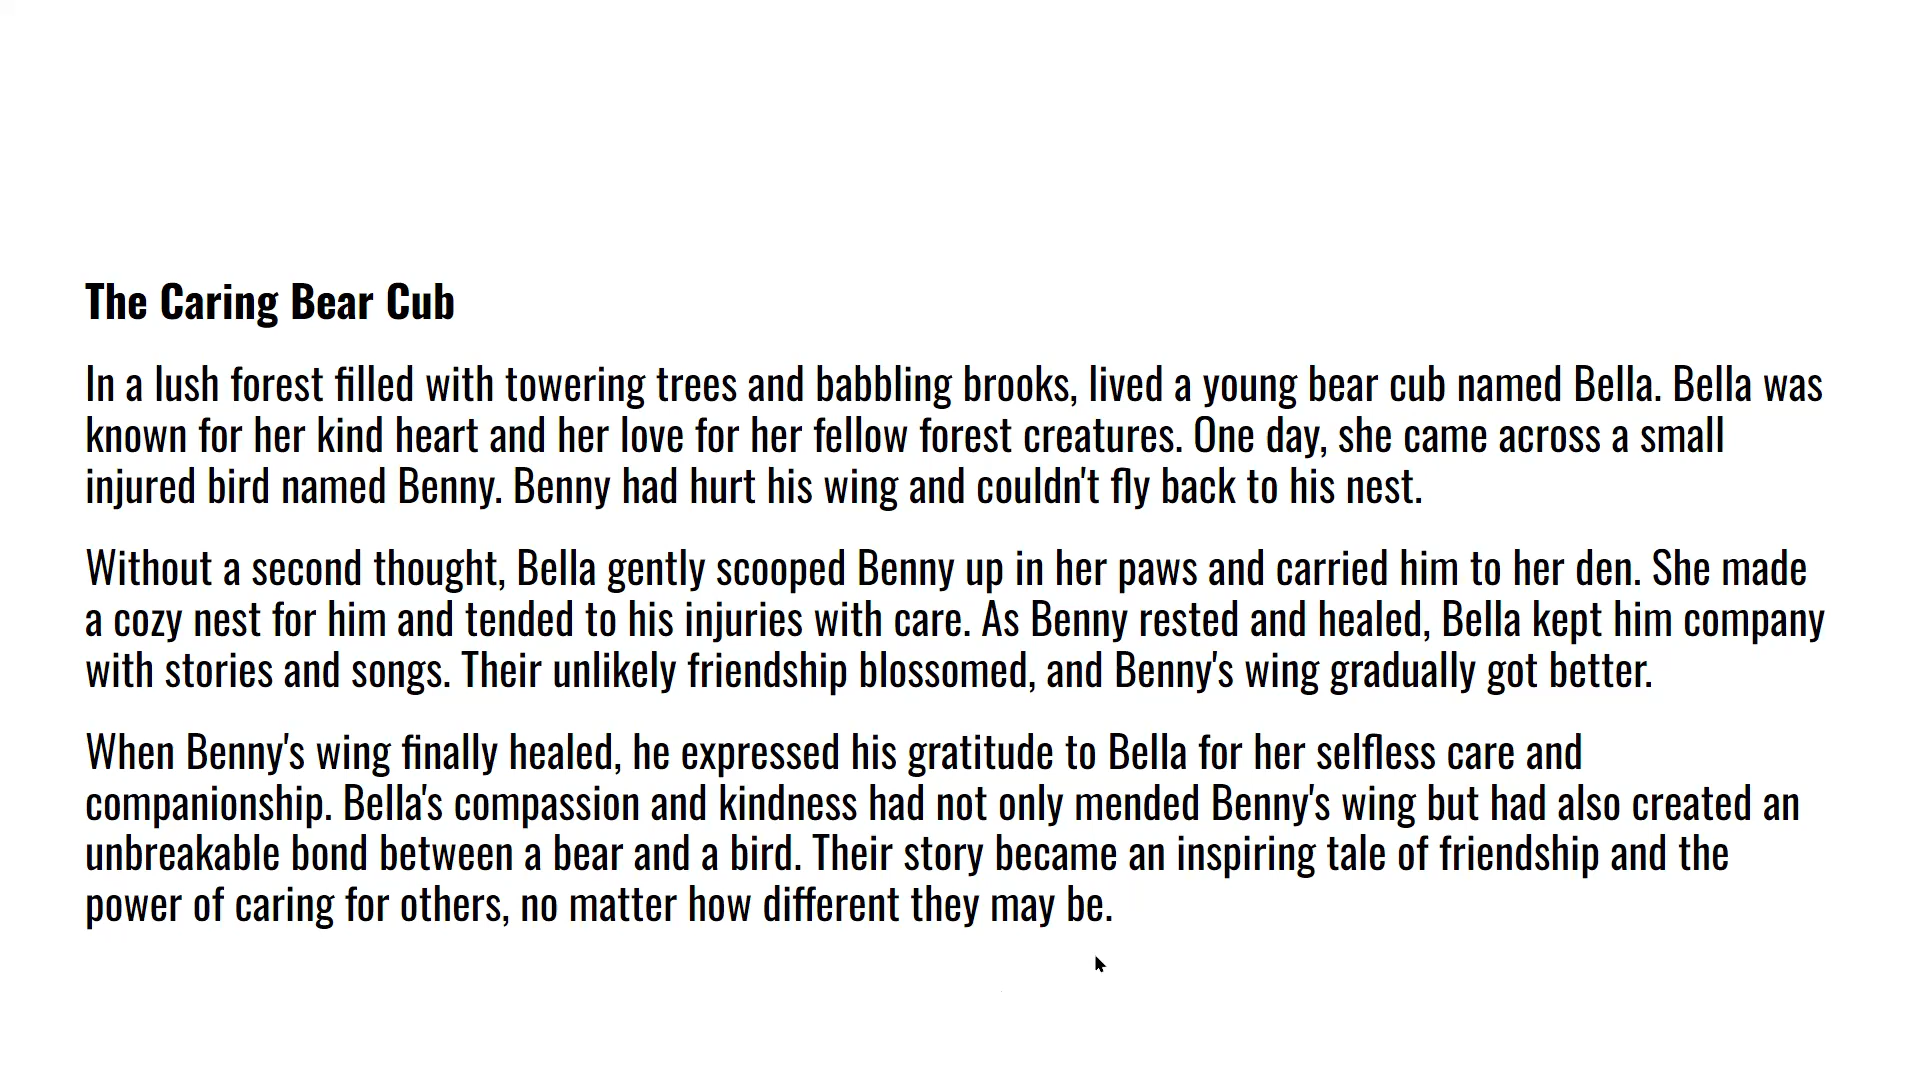 The Caring Bear Cub
In a lush forest filled with towering trees and babbling brooks, lived a young bear cub named Bella. Bella was
known for her kind heart and her love for her fellow forest creatures. One day, she came across a small
injured bird named Benny. Benny had hurt his wing and couldn't fly back to his nest.
Without a second thought, Bella gently scooped Benny up in her paws and carried him to her den. She made
a cozy nest for him and tended to his injuries with care. As Benny rested and healed, Bella kept him company
with stories and songs. Their unlikely friendship blossomed, and Benny's wing gradually got better.
When Benny's wing finally healed, he expressed his gratitude to Bella for her selfless care and
companionship. Bella's compassion and kindness had not only mended Benny's wing but had also created an
unbreakable bond between a bear and a bird. Their story became an inspiring tale of friendship and the
power of caring for others, no matter how different they may be.